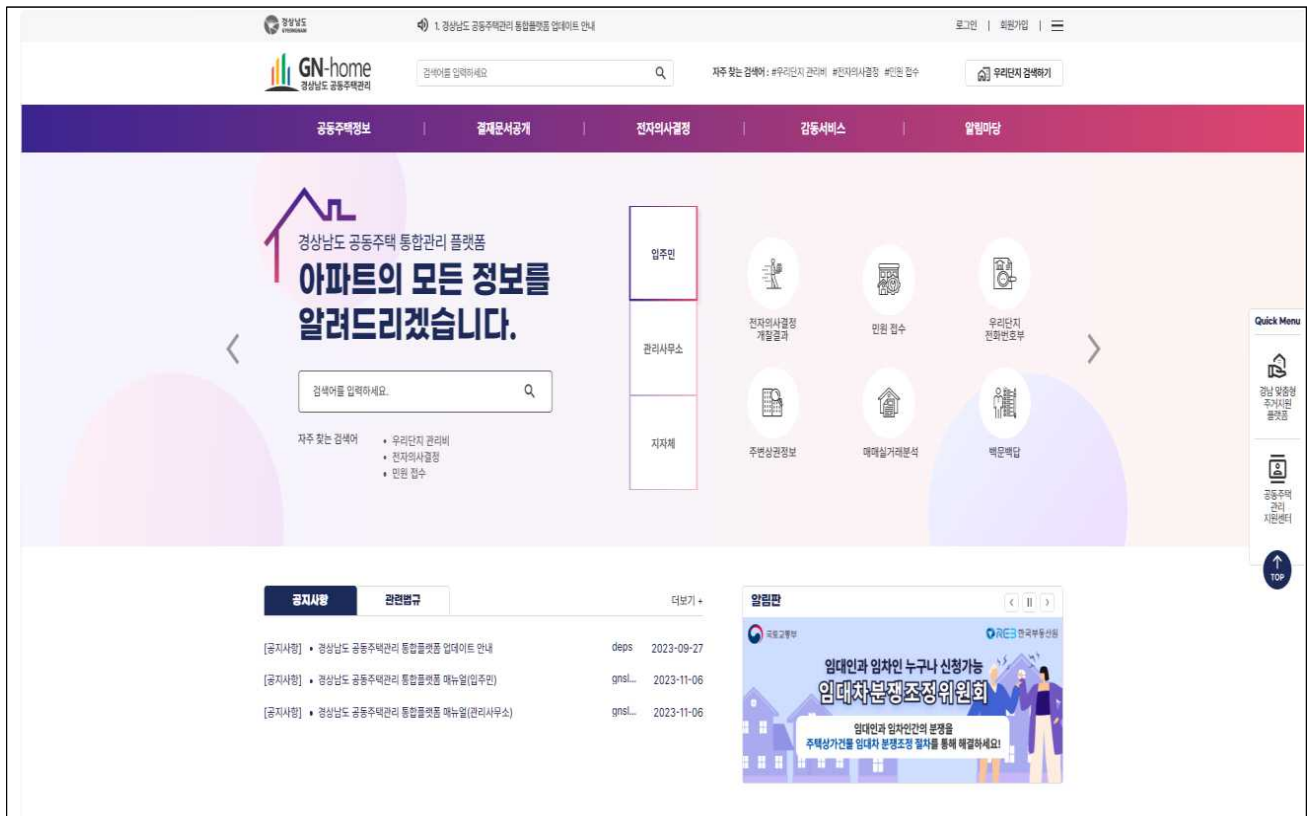 경상남도
GYEONGNAM
1. 경상남도 공동주택관리 통합플랫폼 업데이트 안내
로그인 | 회원가입 |
GN-home
경상남도 공동주택관리
검색어를 입력하세요
자주 찾는 검색어 : #우리단지 관리비 #전자의사결정 #민원 접수
우리단지 검색하기
공동주택정보 | 결재문서공개 | 전자의사결정 | 감동서비스 | 알림마당
경상남도 공동주택 통합관리 플랫폼
아파트의 모든 정보를
알려드리겠습니다.
검색어를 입력하세요.
자주 찾는 검색어
• 우리단지 관리비
• 전자의사결정
• 민원 접수
입주민
관리사무소
지자체
전자의사결정
개찰결과
민원 접수
우리단지
전화번호부
주변상권정보
매매실거래분석
백문백답
Quick Menu
경남 맞춤형
주거지원
플랫폼
공동주택
관리
지원센터
TOP
공지사항
관련법규
더보기 +
[공지사항] • 경상남도 공동주택관리 통합플랫폼 업데이트 안내 deps 2023-09-27
[공지사항] • 경상남도 공동주택관리 통합플랫폼 매뉴얼(입주민) gnsl... 2023-11-06
[공지사항] • 경상남도 공동주택관리 통합플랫폼 매뉴얼(관리사무소) gnsl... 2023-11-06
알림판
국토교통부
REB 한국부동산원
임대인과 임차인 누구나 신청가능
임대차분쟁조정위원회
임대인과 임차인간의 분쟁을
주택상가건물 임대차 분쟁조정 절차를 통해 해결하세요!